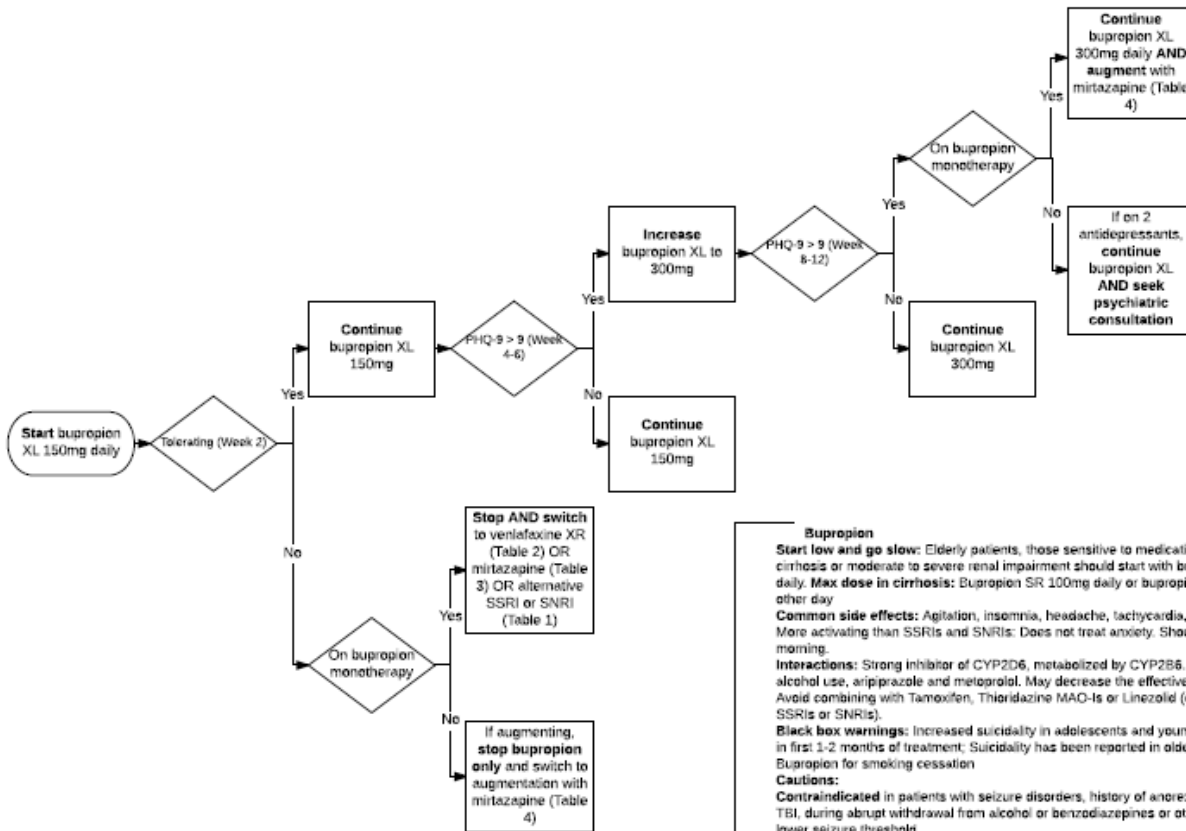 Start bupropion
XL 150mg daily
Tolerating (Week 2)
Yes
No
Continue
bupropion XL
150mg
PHQ-9 > 9 (Week
4-6)
Yes
No
Increase
bupropion XL to
300mg
Continue
bupropion XL
150mg
PHQ-9 > 9 (Week
8-12)
Yes
No
On bupropion
monotherapy
Yes
No
Continue
bupropion XL
300mg daily AND
augment with
mirtazapine (Table
4)
If on 2
antidepressants,
continue
bupropion XL
AND seek
psychiatric
consultation
Continue
bupropion XL
300mg
On bupropion
monotherapy
Yes
No
Stop AND switch
to venlafaxine XR
(Table 2) OR
mirtazapine (Table
3) OR alternative
SSRI or SNRI
(Table 1)
If augmenting,
stop bupropion
only and switch to
augmentation with
mirtazapine (Table
4)
Bupropion
Start low and go slow: Elderly patients, those sensitive to medicati
cirrhosis or moderate to severe renal impairment should start with b
daily. Max dose in cirrhosis: Bupropion SR 100mg daily or bupropi
other day
Common side effects: Agitation, insomnia, headache, tachycardia,
More activating than SSRIs and SNRIs: Does not treat anxiety. Shou
morning.
Interactions: Strong inhibitor of CYP2D6, metabolized by CYP2B6.
alcohol use, aripiprazole and metoprolol. May decrease the effective
Avoid combining with Tamoxifen, Thioridazine MAO-Is or Linezolid (
SSRIs or SNRIs).
Black box warnings: Increased suicidality in adolescents and youn
in first 1-2 months of treatment; Suicidality has been reported in olde
Bupropion for smoking cessation
Cautions:
Contraindicated in patients with seizure disorders, history of anore
TBI, during abrupt withdrawal from alcohol or benzodiazepines or ot
lower seizure threshold